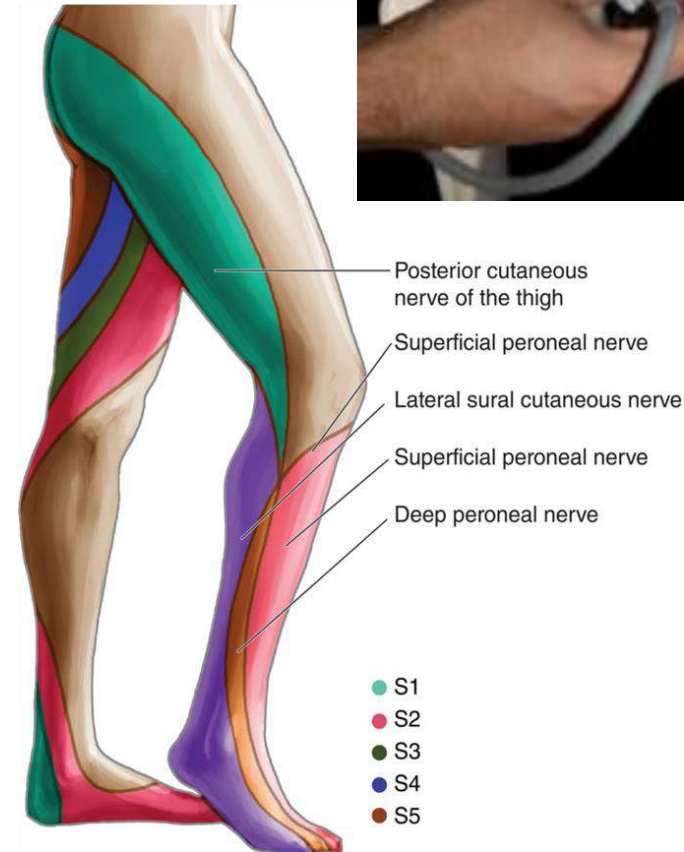 Posterior cutaneous
nerve of the thigh
Superficial peroneal nerve
Lateral sural cutaneous nerve
Superficial peroneal nerve
Deep peroneal nerve
S1
S2
S3
S4
S5